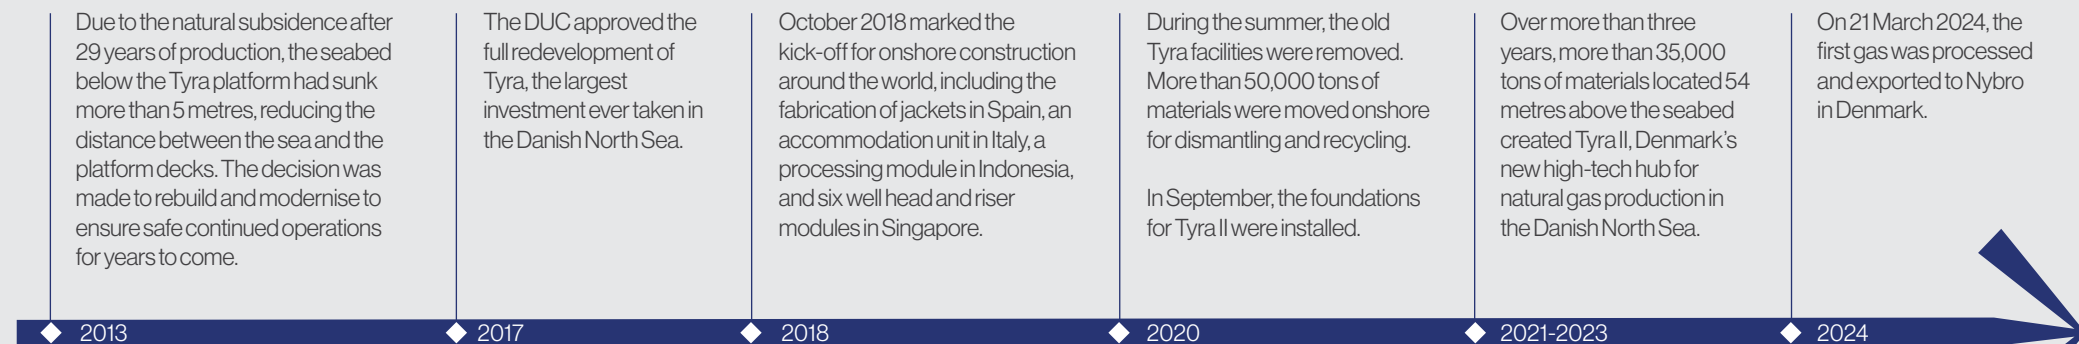 Due to the natural subsidence after
29 years of production, the seabed
below the Tyra platform had sunk
more than 5 metres, reducing the
distance between the sea and the
platform decks. The decision was
made to rebuild and modernise to
ensure safe continued operations
for years to come.
2013
The DUC approved the
full redevelopment of
Tyra, the largest
investment ever taken in
the Danish North Sea.
2017
October 2018 marked the
kick-off for onshore construction
around the world, including the
fabrication of jackets in Spain, an
accommodation unit in Italy, a
processing module in Indonesia,
and six well head and riser
modules in Singapore.
2018
During the summer, the old
Tyra facilities were removed.
More than 50,000 tons of
materials were moved onshore
for dismantling and recycling.
In September, the foundations
for Tyra II were installed.
2020
Over more than three
years, more than 35,000
tons of materials located 54
metres above the seabed
created Tyra II, Denmark's
new high-tech hub for
natural gas production in
the Danish North Sea.
2021-2023
On 21 March 2024, the
first gas was processed
and exported to Nybro
in Denmark.
2024